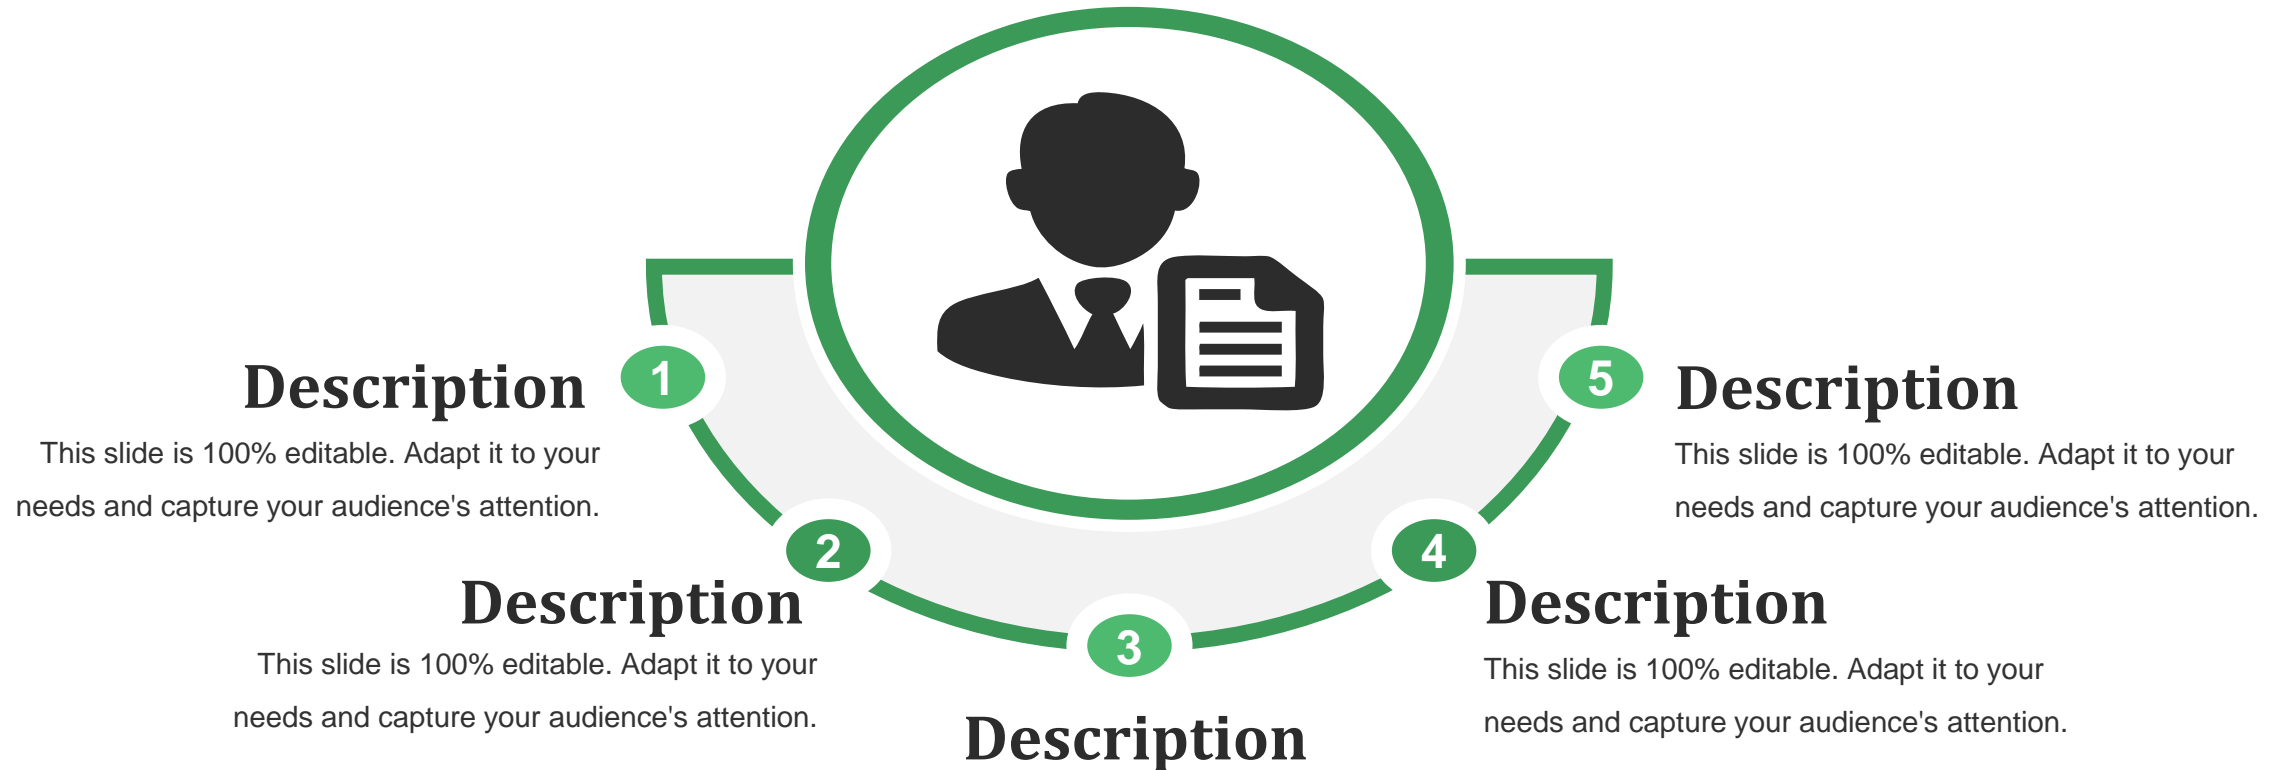 1
Description
This slide is 100% editable. Adapt it to your
needs and capture your audience's attention.
2
Description
This slide is 100% editable. Adapt it to your
needs and capture your audience's attention.
3
Description
4
Description
This slide is 100% editable. Adapt it to your
needs and capture your audience's attention.
5
Description
This slide is 100% editable. Adapt it to your
needs and capture your audience's attention.